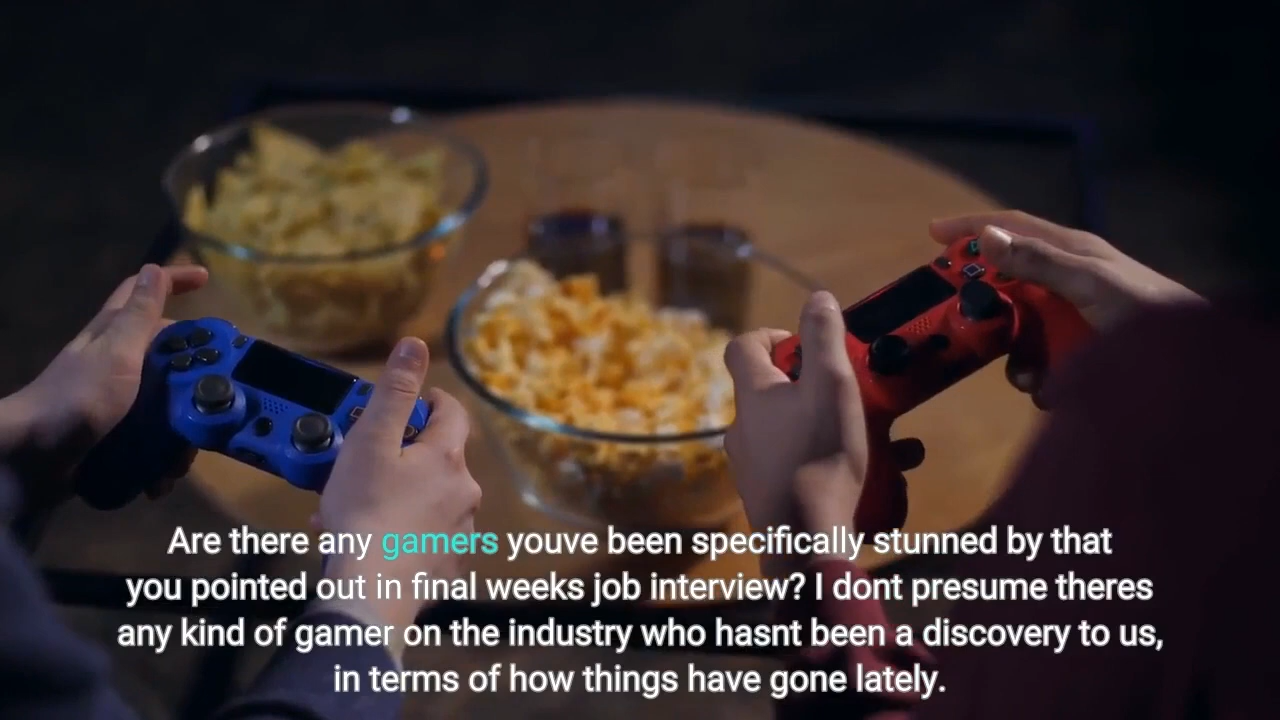 Are there any gamers youve been specifically stunned by that
you pointed out in final weeks job interview? I dont presume theres
any kind of gamer on the industry who hasnt been a discovery to us,
in terms of how things have gone lately.